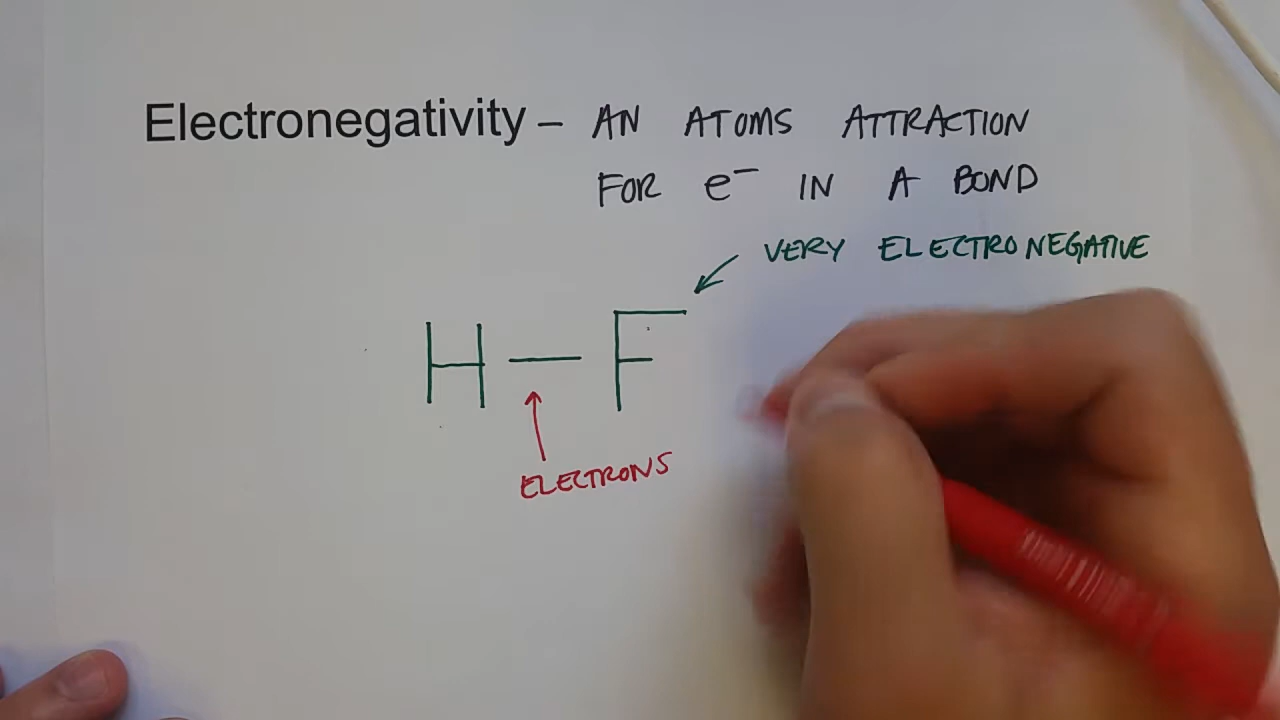 Electronegativity – AN ATOMS ATTRACTION
FOR e⁻ IN A BOND
VERY ELECTRONEGATIVE
H — F
ELECTRONS